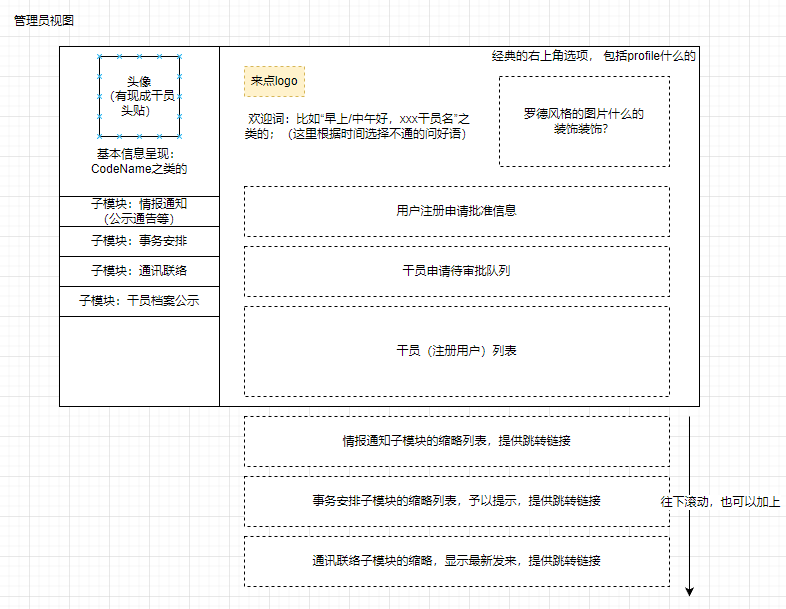 管理员视图
头像
（有现成干员
头贴）
基本信息呈现：
CodeName之类的
子模块：情报通知
（公示通告等）
子模块：事务安排
子模块：通讯联络
子模块：干员档案公示
经典的右上角选项， 包括profile什么的
来点logo
欢迎词：比如“早上/中午好，xxx干员名”之
类的；（这里根据时间选择不通的问好语）
罗德风格的图片什么的
装饰装饰？
用户注册申请批准信息
干员申请待审批队列
干员（注册用户）列表
情报通知子模块的缩略列表，提供跳转链接
事务安排子模块的缩略列表，予以提示，提供跳转链接
往下滚动，也可以加上
通讯联络子模块的缩略，显示最新发来，提供跳转链接